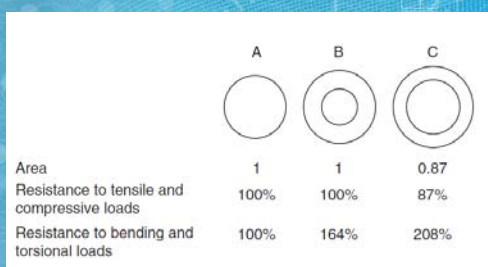 A B C
Area 1 1 0.87
Resistance to tensile and
compressive loads 100% 100% 87%
Resistance to bending and
torsional loads 100% 164% 208%